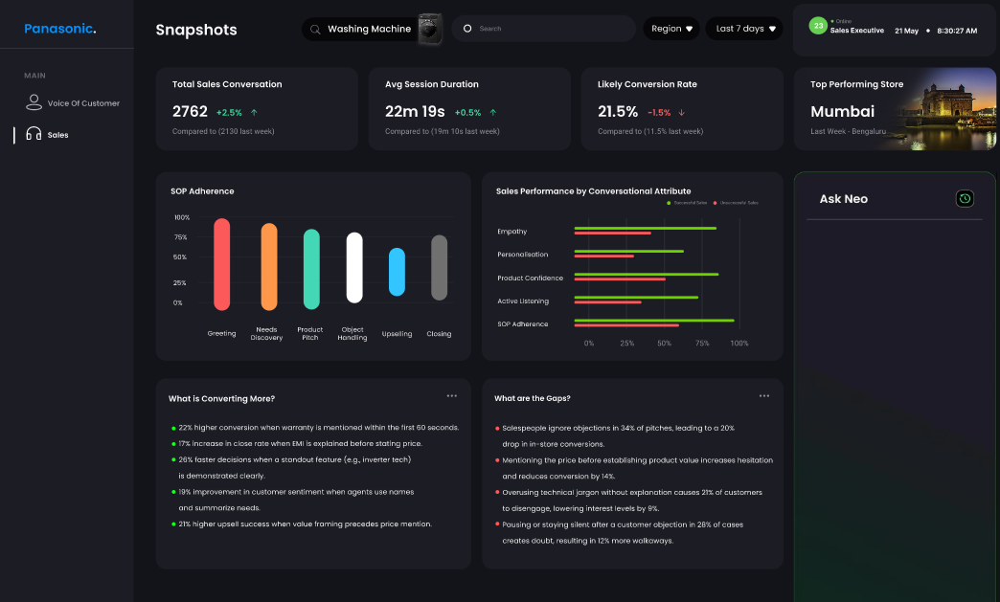 Panasonic.
MAIN
Voice Of Customer
Sales
Snapshots
Washing Machine
Search
Region
Last 7 days
23
Online
Sales Executive
21 May
8:30:27 AM
Total Sales Conversation
2762 +2.5%
Compared to (2130 last week)
Avg Session Duration
22m 19s +0.5%
Compared to (19m 10s last week)
Likely Conversion Rate
21.5% -1.5%
Compared to (11.5% last week)
Top Performing Store
Mumbai
Last Week - Bengaluru
SOP Adherence
100%
75%
50%
25%
0%
Greeting
Needs
Discovery
Product
Pitch
Object
Handling
Upselling
Closing
Sales Performance by Conversational Attribute
Successful Sales
Unsuccessful Sales
Empathy
Personalisation
Product Confidence
Active Listening
SOP Adherence
0% 25% 50% 75% 100%
Ask Neo
What is Converting More?
22% higher conversion when warranty is mentioned within the first 60 seconds.
17% increase in close rate when EMI is explained before stating price.
26% faster decisions when a standout feature (e.g., inverter tech)
is demonstrated clearly.
19% improvement in customer sentiment when agents use names
and summarize needs.
21% higher upsell success when value framing precedes price mention.
What are the Gaps?
Salespeople ignore objections in 34% of pitches, leading to a 20%
drop in in-store conversions.
Mentioning the price before establishing product value increases hesitation
and reduces conversion by 14%.
Overusing technical jargon without explanation causes 21% of customers
to disengage, lowering interest levels by 9%.
Pausing or staying silent after a customer objection in 28% of cases
creates doubt, resulting in 12% more walkaways.